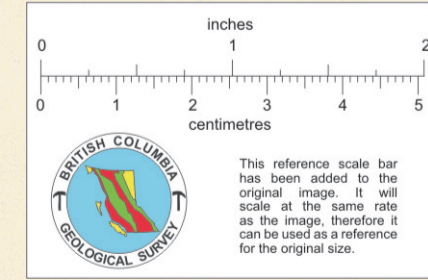 inches
0 1 2
0 1 2 3 4 5
centimetres
BRITISH COLUMBIA
GEOLOGICAL SURVEY
This reference scale bar
has been added to the
original image. It will
scale at the same rate
as the image, therefore it
can be used as a reference
for the original size.